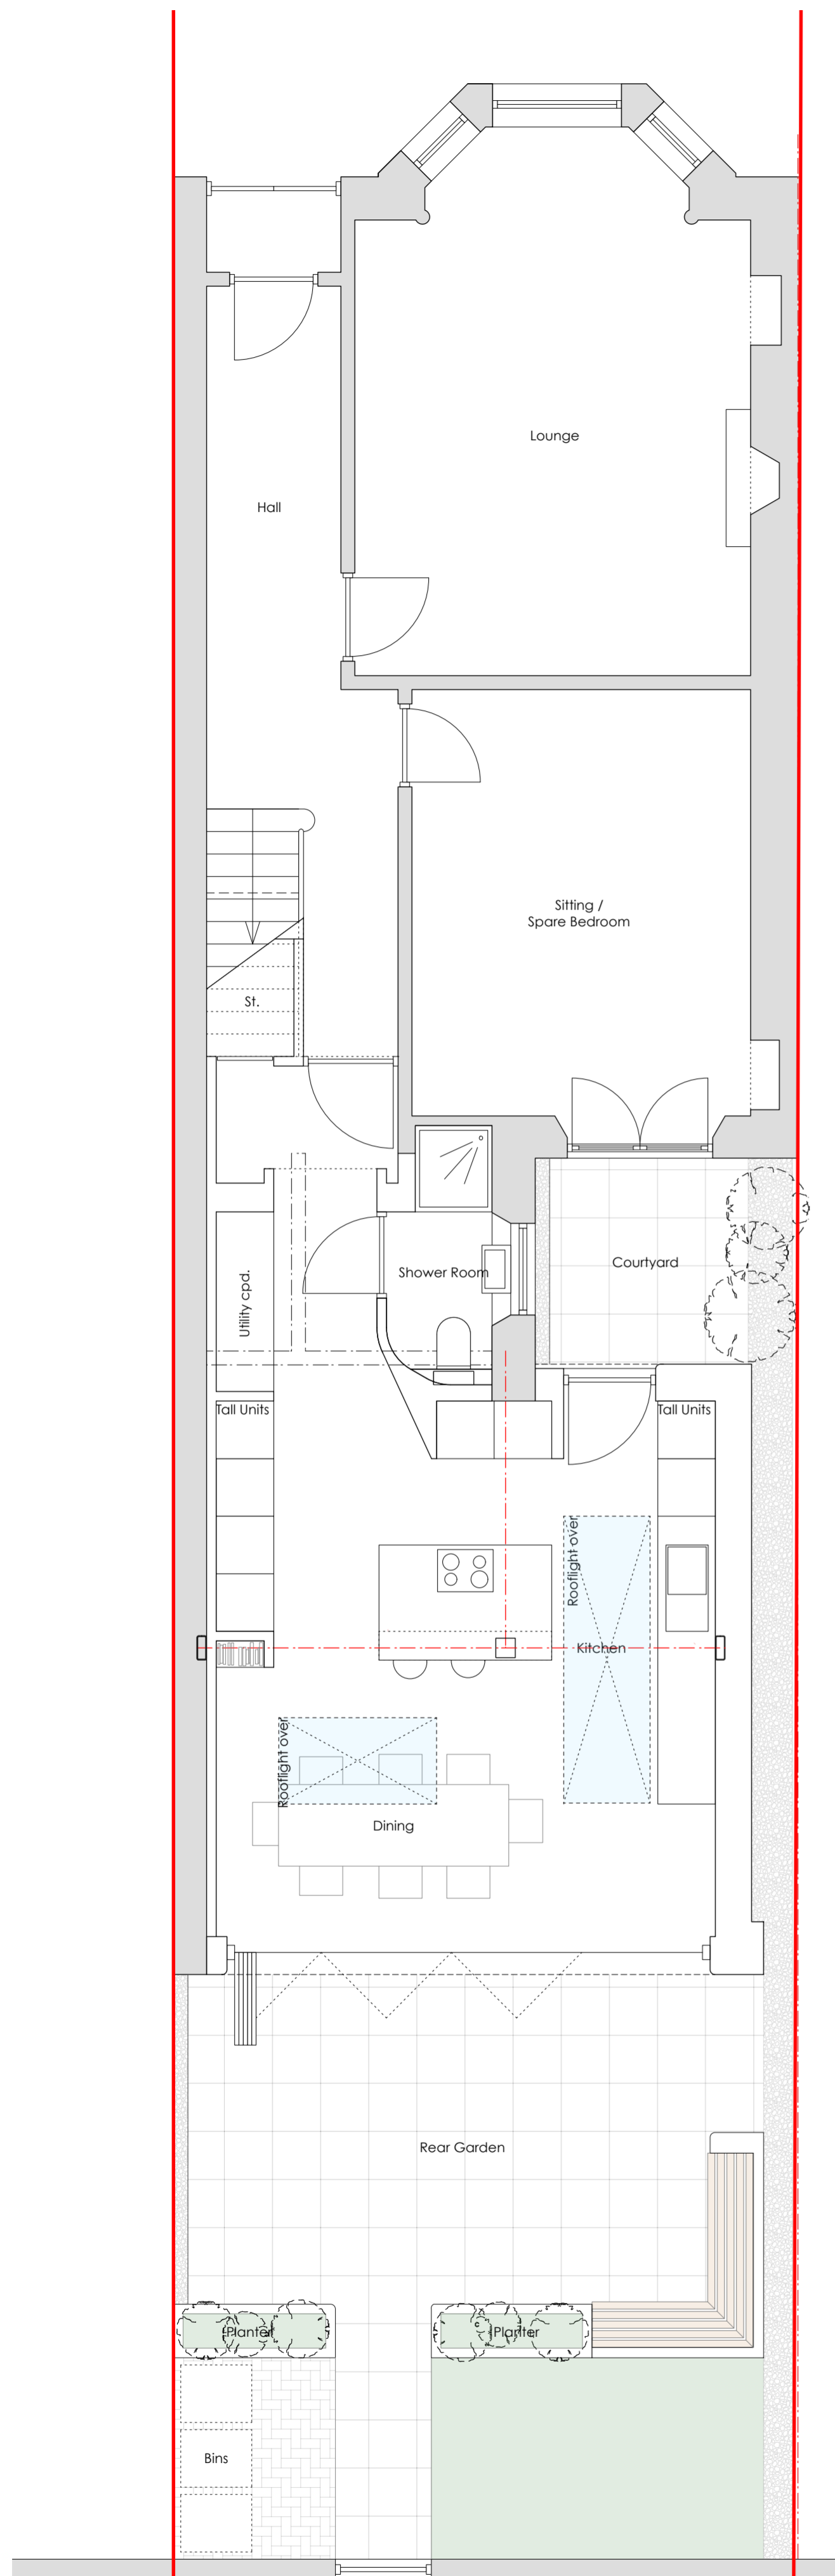 Lounge
Hall
Sitting /
Spare Bedroom
St.
Courtyard
Shower Room
Utility cpd.
Tall Units
Tall Units
Rooflight over
Kitchen
Rooflight over
Dining
Rear Garden
Planter
Planter
Bins